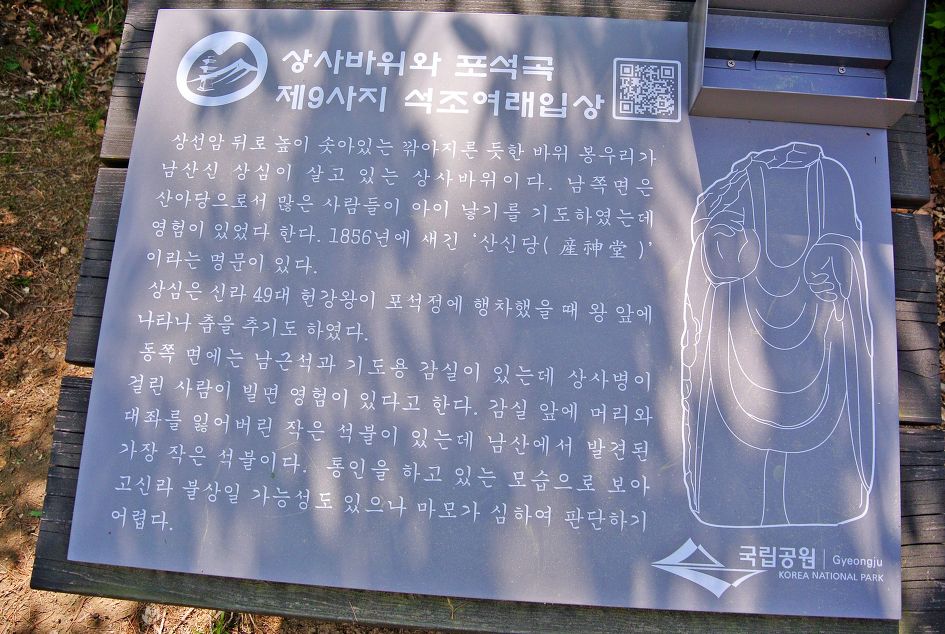 상사바위와 포석곡
제9사지 석조여래입상
상선암 뒤로 높이 솟아있는 깎아지른 듯한 바위 봉우리가
남산신 상심이 살고 있는 상사바위이다. 남쪽면은
산아당으로서 많은 사람들이 아이 낳기를 기도하였는데
영험이 있었다 한다. 1856년에 새긴 '산신당( 産神堂 )'
이라는 명문이 있다.
상심은 신라 49대 헌강왕이 포석정에 행차했을 때 왕 앞에
나타나 춤을 추기도 하였다.
동쪽 면에는 남근석과 기도용 감실이 있는데 상사병이
걸린 사람이 빌면 영험이 있다고 한다. 감실 앞에 머리와
대좌를 잃어버린 작은 석불이 있는데 남산에서 발견된
가장 작은 석불이다. 통인을 하고 있는 모습으로 보아
고신라 불상일 가능성도 있으나 마모가 심하여 판단하기
어렵다.
국립공원 | Gyeongju
KOREA NATIONAL PARK